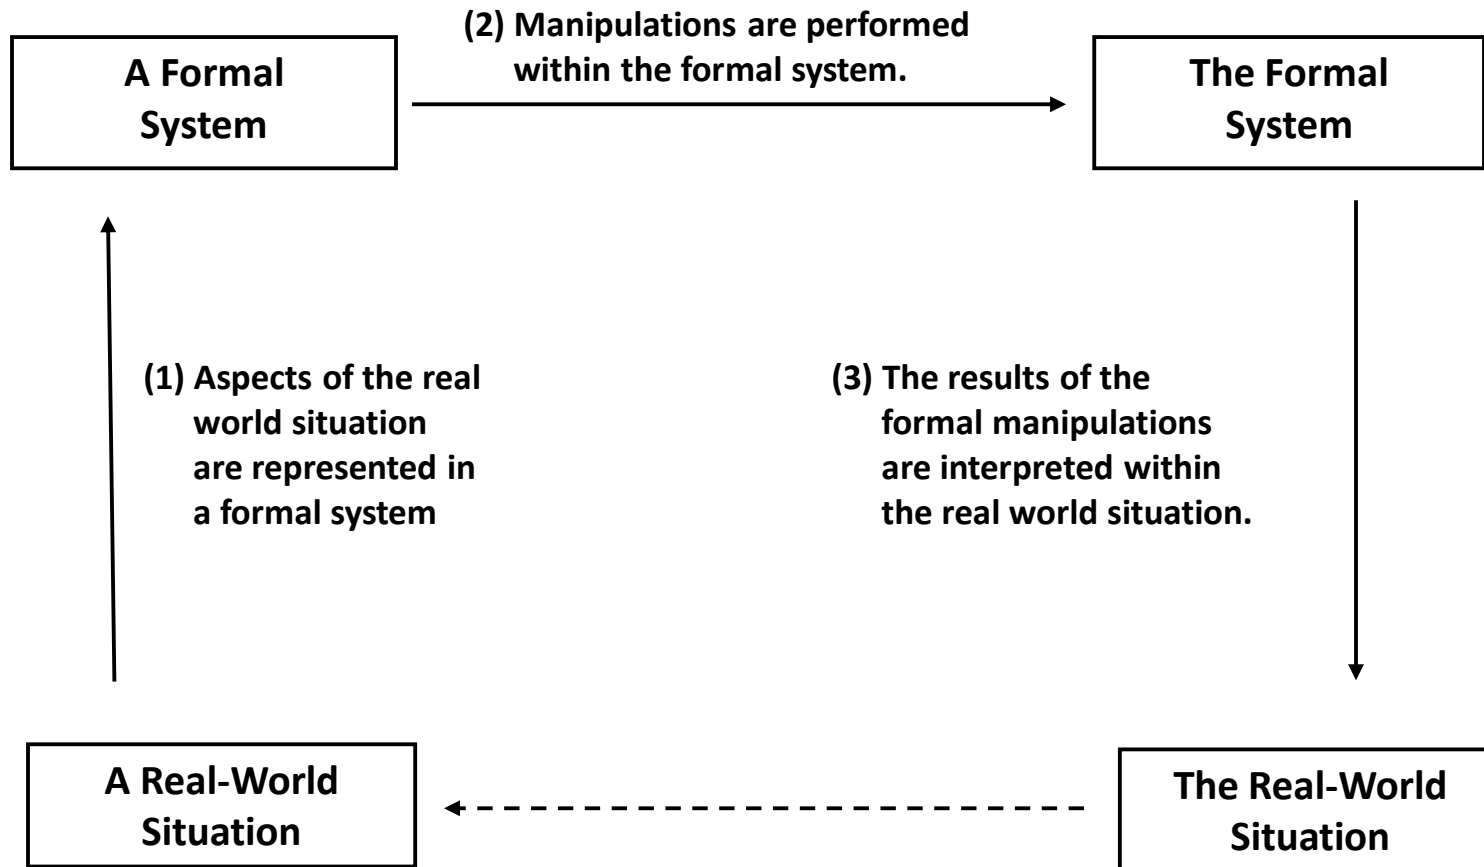 (2) Manipulations are performed
within the formal system.
A Formal
System
The Formal
System
(1) Aspects of the real
world situation
are represented in
a formal system
(3) The results of the
formal manipulations
are interpreted within
the real world situation.
A Real-World
Situation
The Real-World
Situation